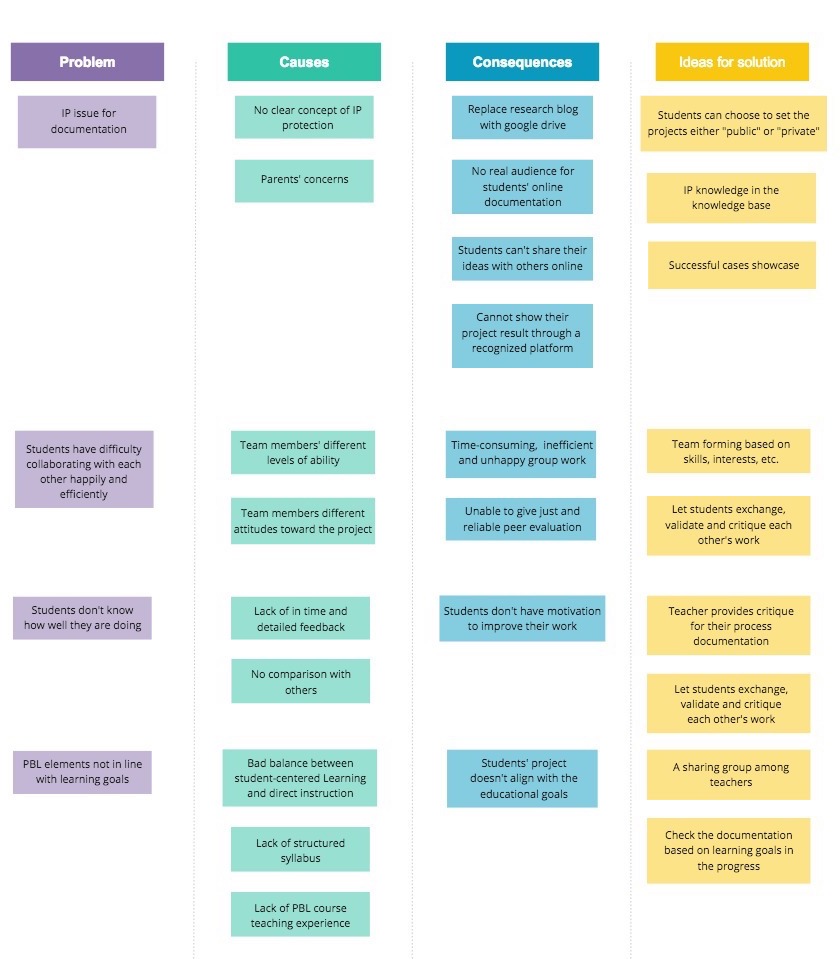 Problem
Causes
Consequences
Ideas for solution
IP issue for
documentation
No clear concept of IP
protection
Parents' concerns
Replace research blog
with google drive
No real audience for
students' online
documentation
Students can't share their
ideas with others online
Cannot show their
project result through a
recognized platform
Students can choose to set the
projects either "public" or "private"
IP knowledge in the
knowledge base
Successful cases showcase
Students have difficulty
collaborating with each
other happily and
efficiently
Team members' different
levels of ability
Team members different
attitudes toward the project
Time-consuming, inefficient
and unhappy group work
Unable to give just and
reliable peer evaluation
Team forming based on
skills, interests, etc.
Let students exchange,
validate and critique each
other's work
Students don't know
how well they are doing
Lack of in time and
detailed feedback
No comparison with
others
Students don't have motivation
to improve their work
Teacher provides critique
for their process
documentation
Let students exchange,
validate and critique
each other's work
PBL elements not in line
with learning goals
Bad balance between
student-centered Learning
and direct instruction
Lack of structured
syllabus
Lack of PBL course
teaching experience
Students' project
doesn't align with the
educational goals
A sharing group among
teachers
Check the documentation
based on learning goals in
the progress